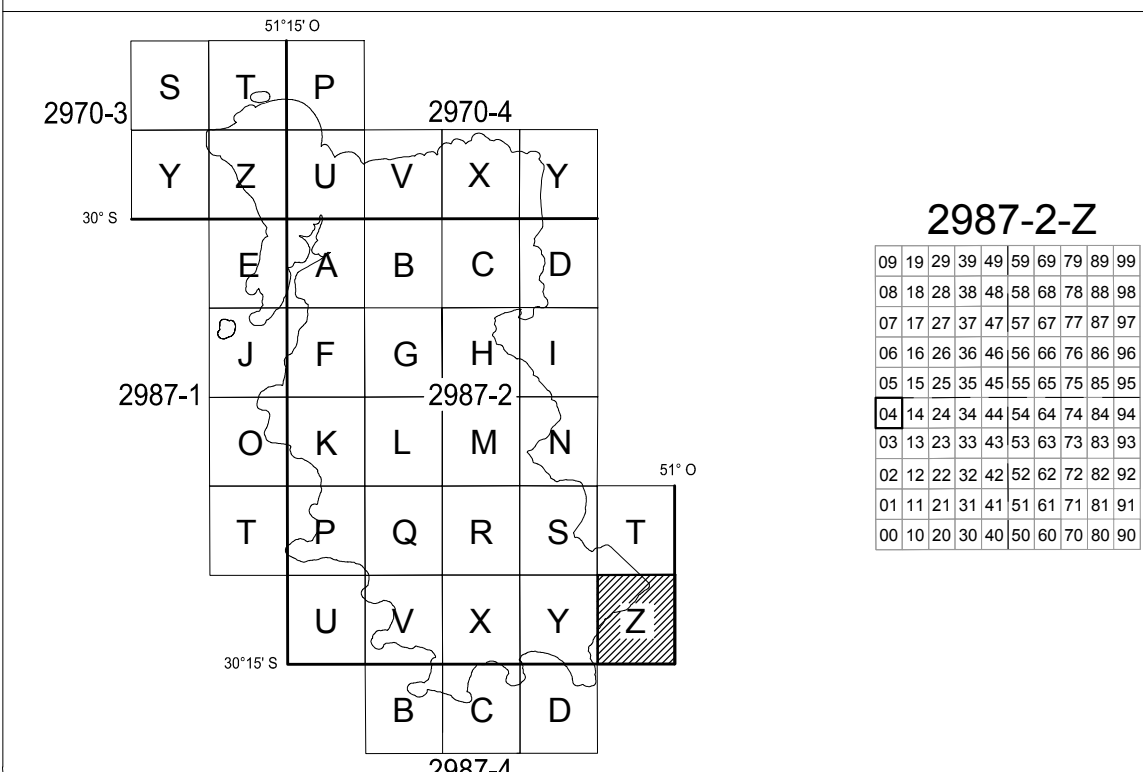 51°15' O
S T P
2970-3 2970-4
Y Z U V X Y
30° S
E A B C D
J F G H I
2987-1 2987-2
O K L M N
51° O
T P Q R S T
U V X Y Z
30°15' S
B C D
2987-4
2987-2-Z
09 19 29 39 49 59 69 79 89 99
08 18 28 38 48 58 68 78 88 98
07 17 27 37 47 57 67 77 87 97
06 16 26 36 46 56 66 76 86 96
05 15 25 35 45 55 65 75 85 95
04 14 24 34 44 54 64 74 84 94
03 13 23 33 43 53 63 73 83 93
02 12 22 32 42 52 62 72 82 92
01 11 21 31 41 51 61 71 81 91
00 10 20 30 40 50 60 70 80 90